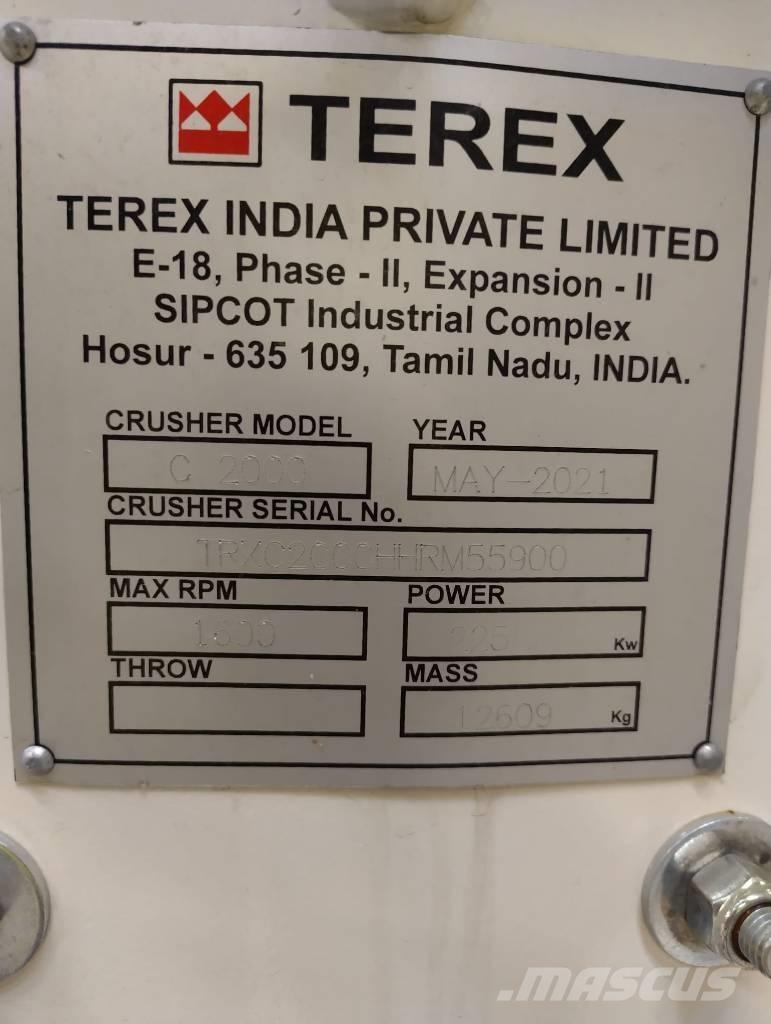 TEREX
TEREX INDIA PRIVATE LIMITED
E-18, Phase - II, Expansion - II
SIPCOT Industrial Complex
Hosur - 635 109, Tamil Nadu, INDIA.
CRUSHER MODEL YEAR
C 2000 MAY-2021
CRUSHER SERIAL No.
TRXC2000HHRM55900
MAX RPM POWER
1600 225 Kw
THROW MASS
12609 Kg
MASCUS